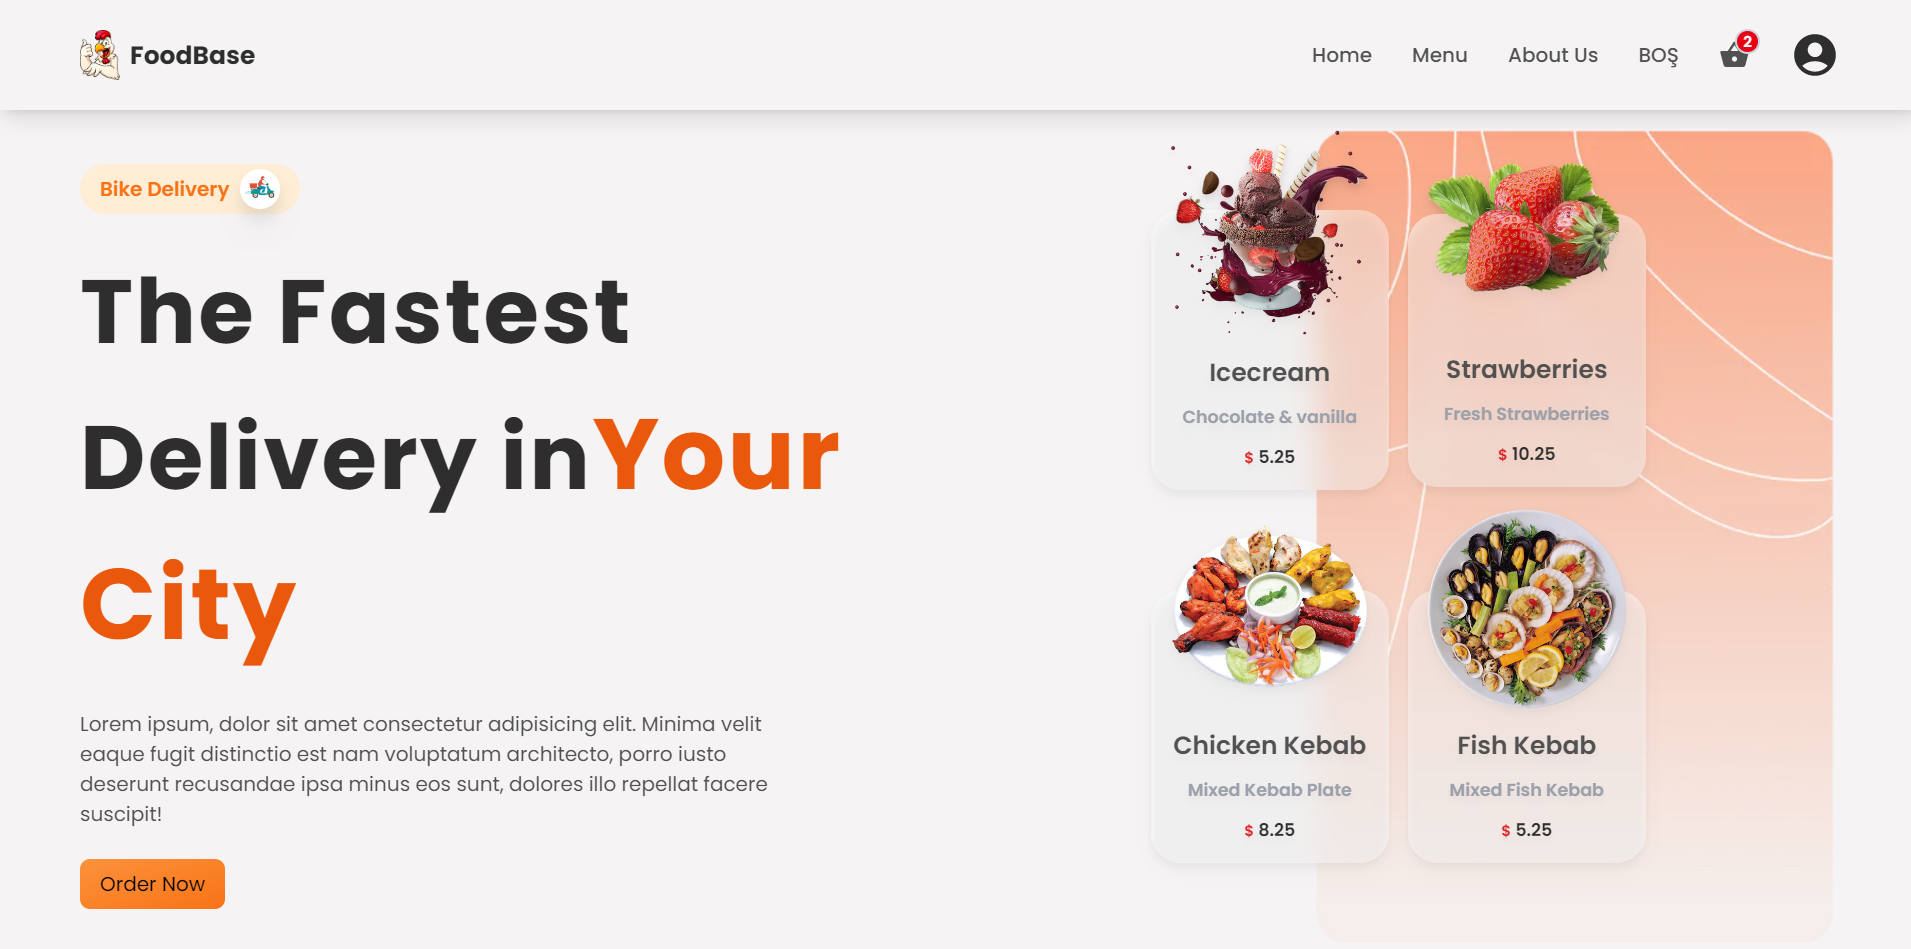 FoodBase
Home
Menu
About Us
BOŞ
2
Bike Delivery
The Fastest
Delivery inYour
City
Lorem ipsum, dolor sit amet consectetur adipisicing elit. Minima velit
eaque fugit distinctio est nam voluptatum architecto, porro iusto
deserunt recusandae ipsa minus eos sunt, dolores illo repellat facere
suscipit!
Order Now
Icecream
Chocolate & vanilla
$ 5.25
Strawberries
Fresh Strawberries
$ 10.25
Chicken Kebab
Mixed Kebab Plate
$ 8.25
Fish Kebab
Mixed Fish Kebab
$ 5.25